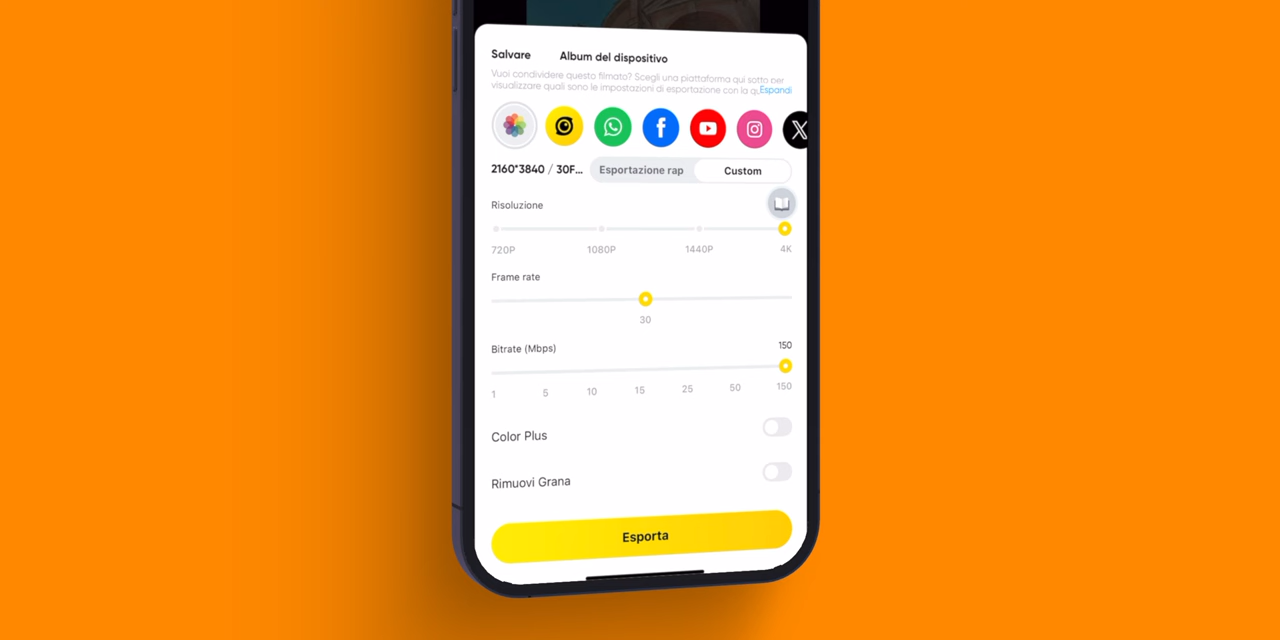 Salvare Album del dispositivo
Vuoi condividere questo filmato? Scegli una piattaforma qui sotto per
visualizzare quali sono le impostazioni di esportazione con la q... Espandi
2160*3840 / 30F... Esportazione rap Custom
Risoluzione
720P 1080P 1440P 4K
Frame rate
30
Bitrate (Mbps) 150
1 5 10 15 25 50 150
Color Plus
Rimuovi Grana
Esporta